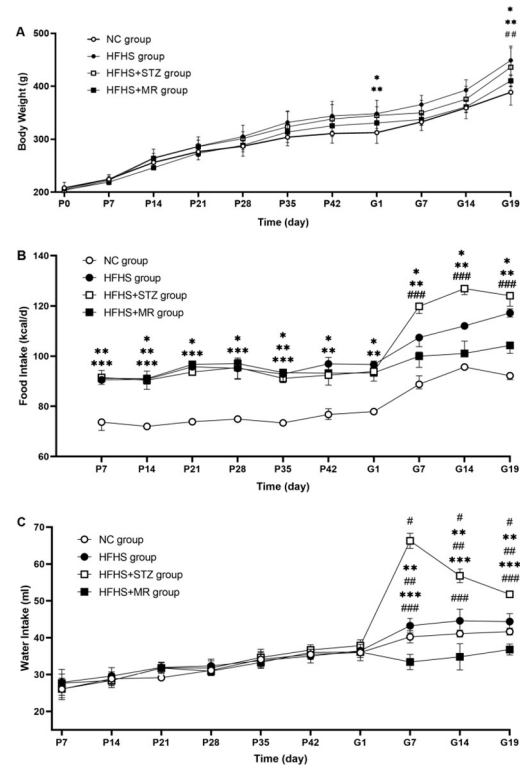 A
NC group
HFHS group
HFHS+STZ group
HFHS+MR group
*
**
*
**
##
500
400
300
200
Body Weight (g)
P0 P7 P14 P21 P28 P35 P42 G1 G7 G14 G19
Time (day)
B
NC group
HFHS group
HFHS+STZ group
HFHS+MR group
140
120
100
80
60
Food Intake (kcal/d)
**
***
*
**
***
*
***
*
***
*
**
***
*
**
*
**
*
**
###
*
**
###
*
**
###
P7 P14 P21 P28 P35 P42 G1 G7 G14 G19
Time (day)
C
NC group
HFHS group
HFHS+STZ group
HFHS+MR group
70
60
50
40
30
Water Intake (ml)
#
**
##
***
###
#
**
##
***
###
#
**
##
***
###
P7 P14 P21 P28 P35 P42 G1 G7 G14 G19
Time (day)